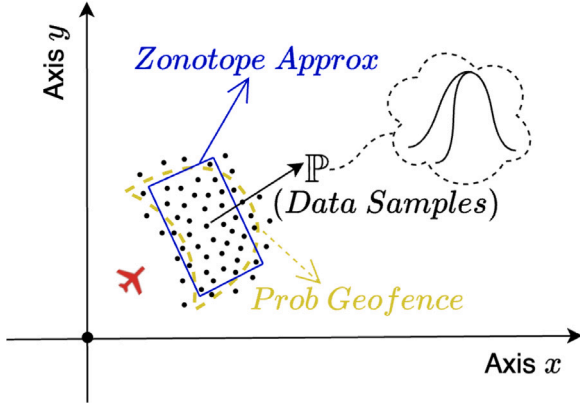 Axis y
Zonotope Approx
ℙ
(Data Samples)
Prob Geofence
Axis x